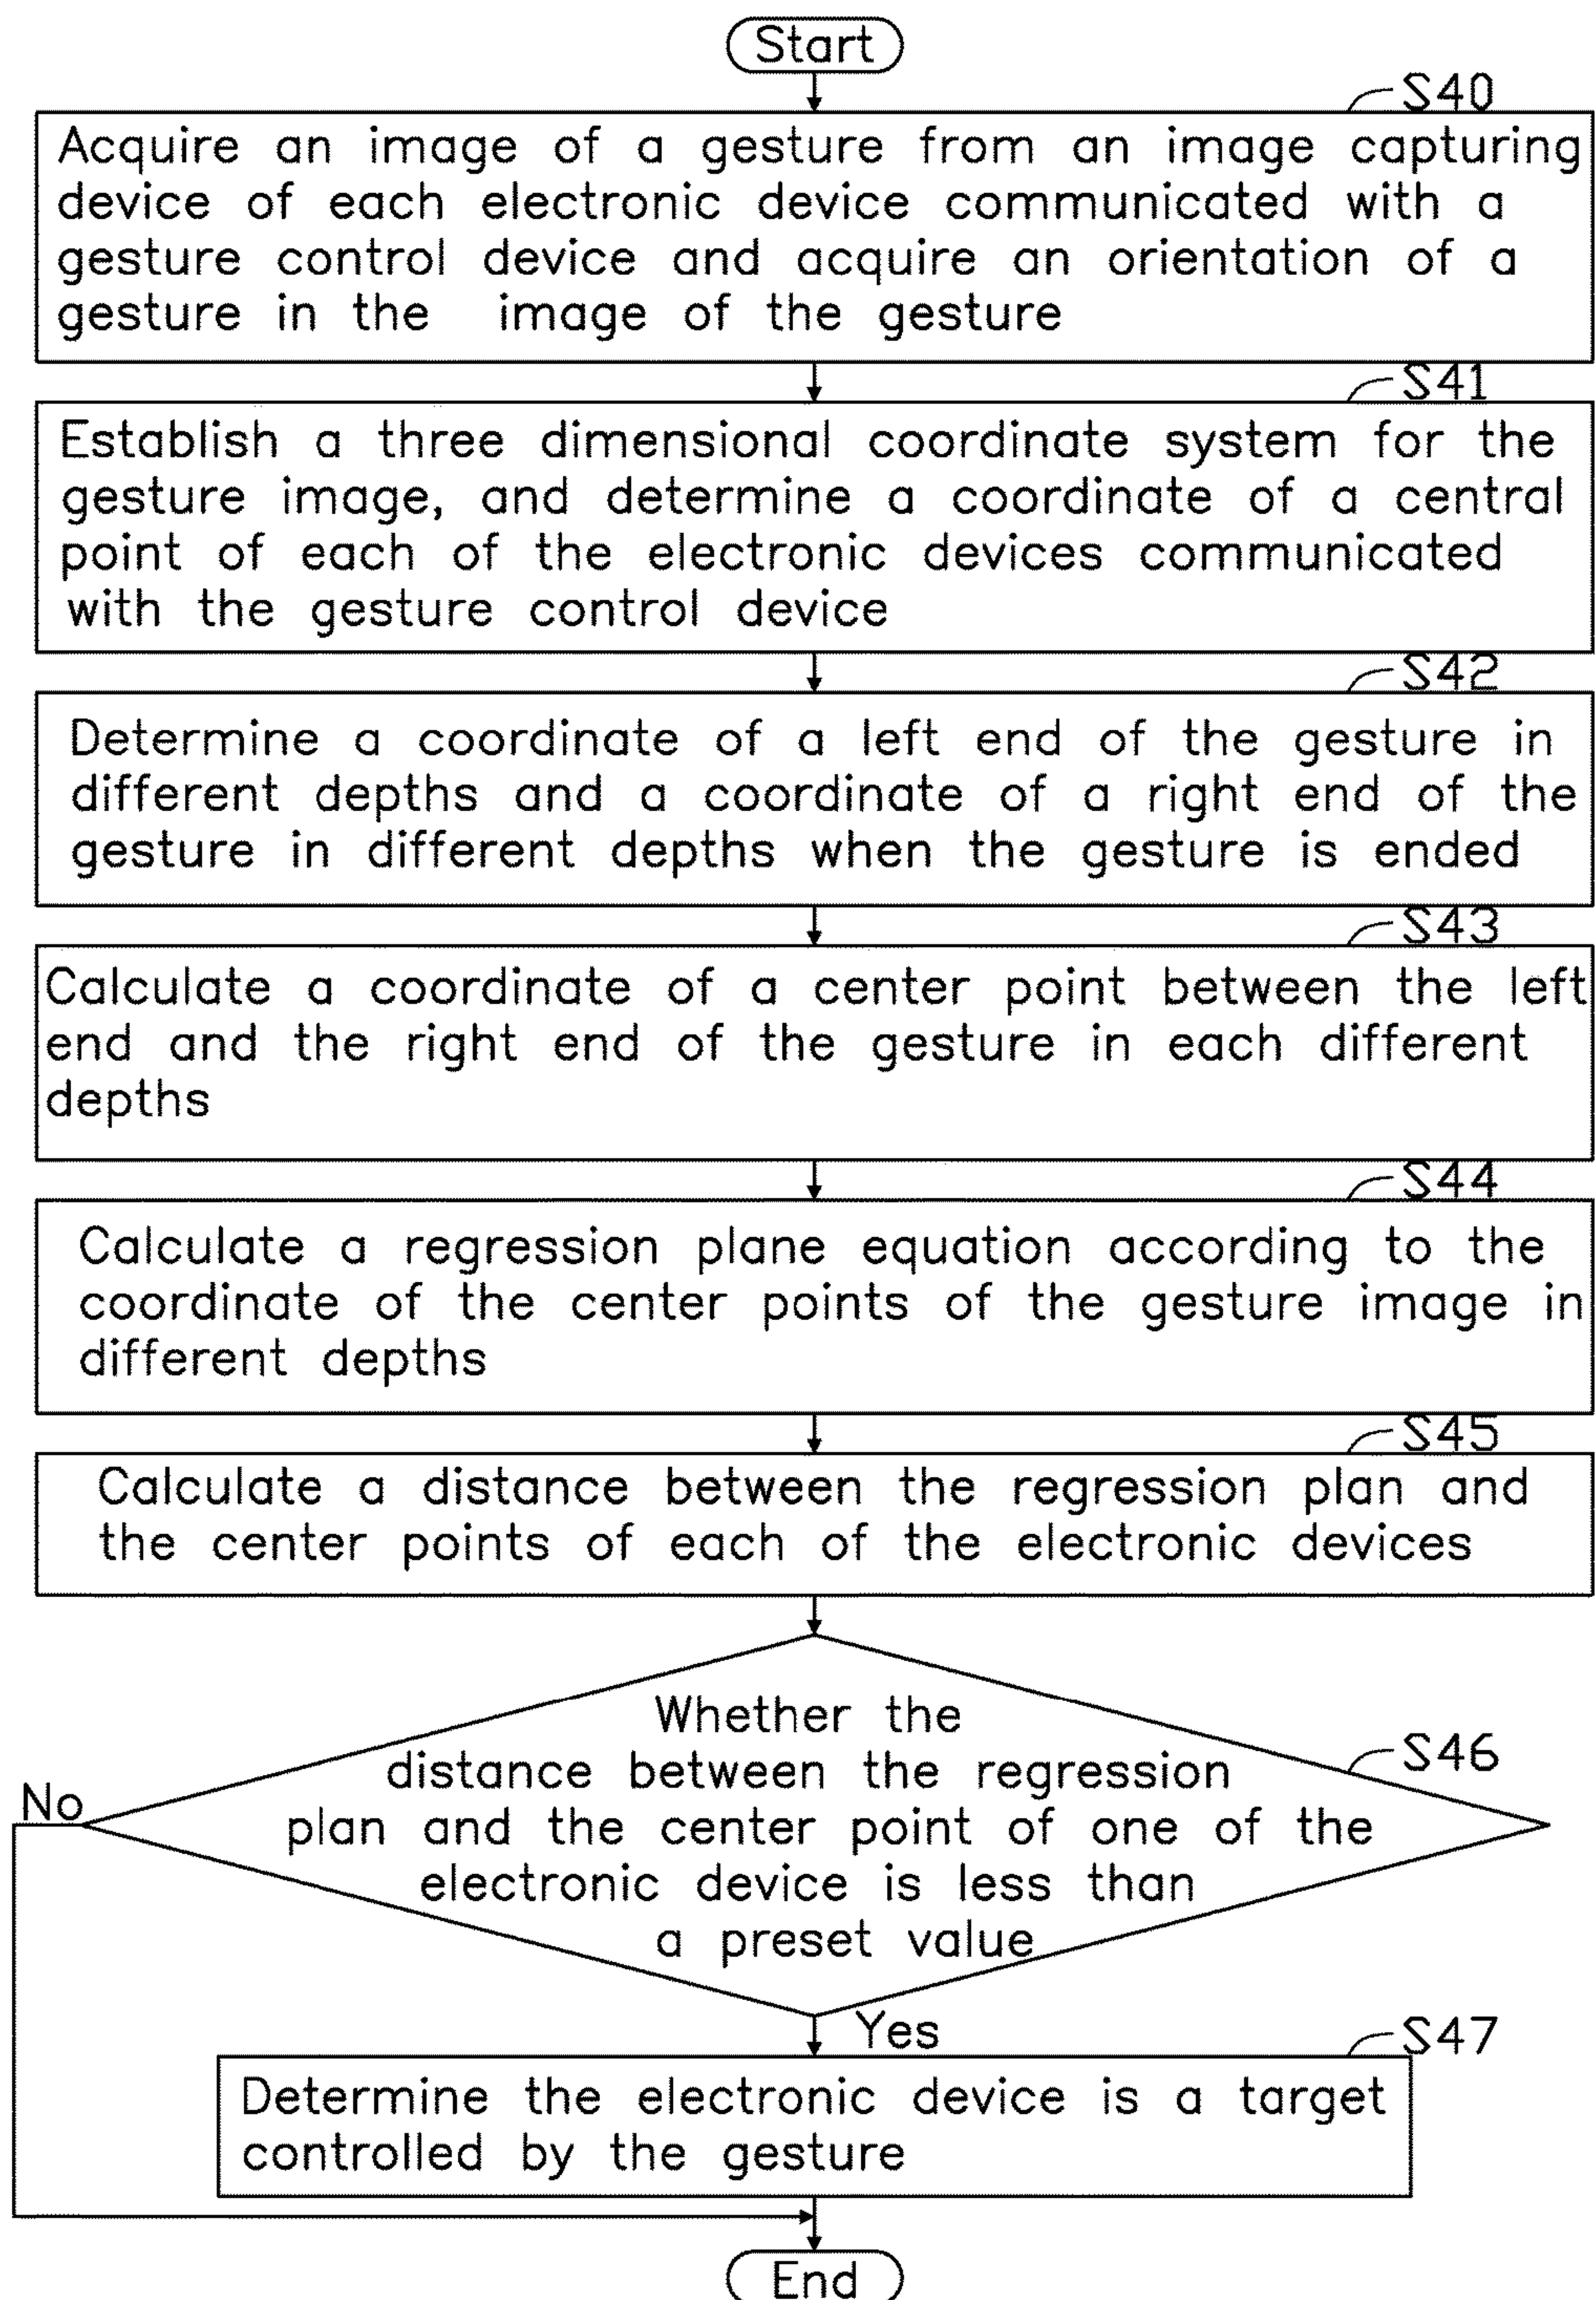 Start
S40
Acquire an image of a gesture from an image capturing
device of each electronic device communicated with a
gesture control device and acquire an orientation of a
gesture in the image of the gesture
S41
Establish a three dimensional coordinate system for the
gesture image, and determine a coordinate of a central
point of each of the electronic devices communicated
with the gesture control device
S42
Determine a coordinate of a left end of the gesture in
different depths and a coordinate of a right end of the
gesture in different depths when the gesture is ended
S43
Calculate a coordinate of a center point between the left
end and the right end of the gesture in each different
depths
S44
Calculate a regression plane equation according to the
coordinate of the center points of the gesture image in
different depths
S45
Calculate a distance between the regression plan and
the center points of each of the electronic devices
Whether the
distance between the regression
plan and the center point of one of the
electronic device is less than
a preset value
S46
No
Yes
S47
Determine the electronic device is a target
controlled by the gesture
End